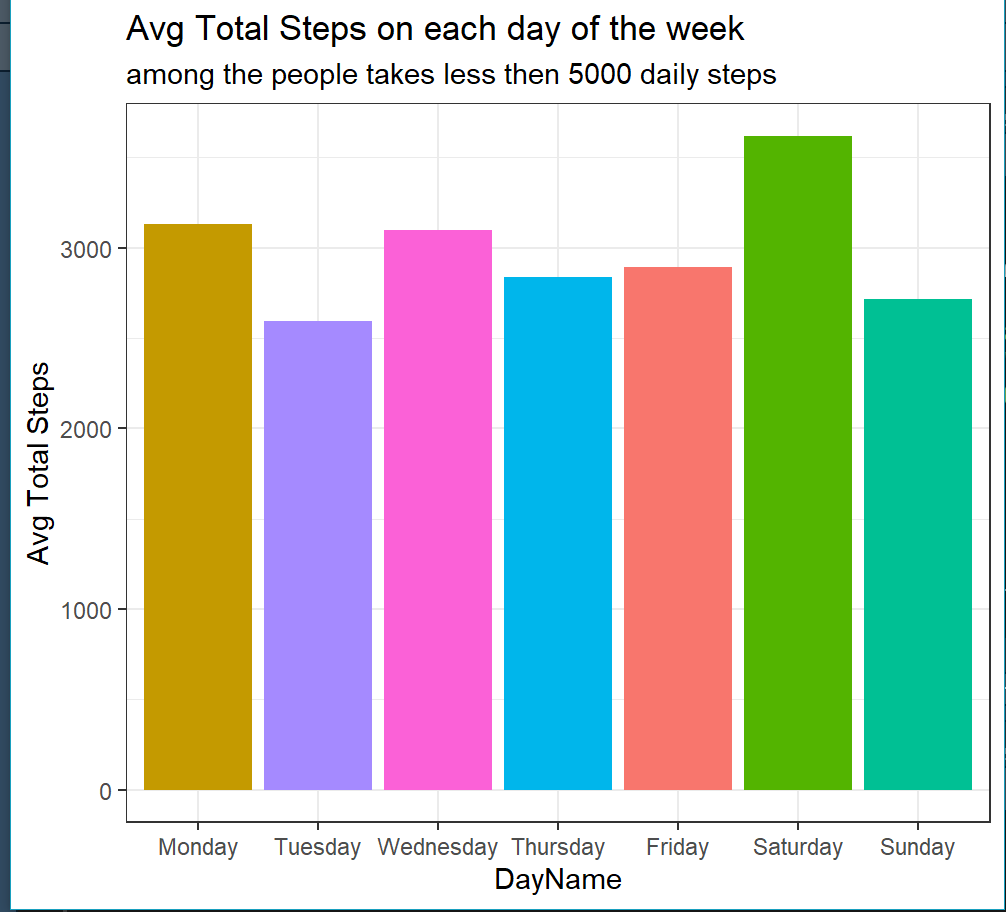 Avg Total Steps on each day of the week
among the people takes less then 5000 daily steps
Avg Total Steps
3000
2000
1000
0
Monday Tuesday Wednesday Thursday Friday Saturday Sunday
DayName